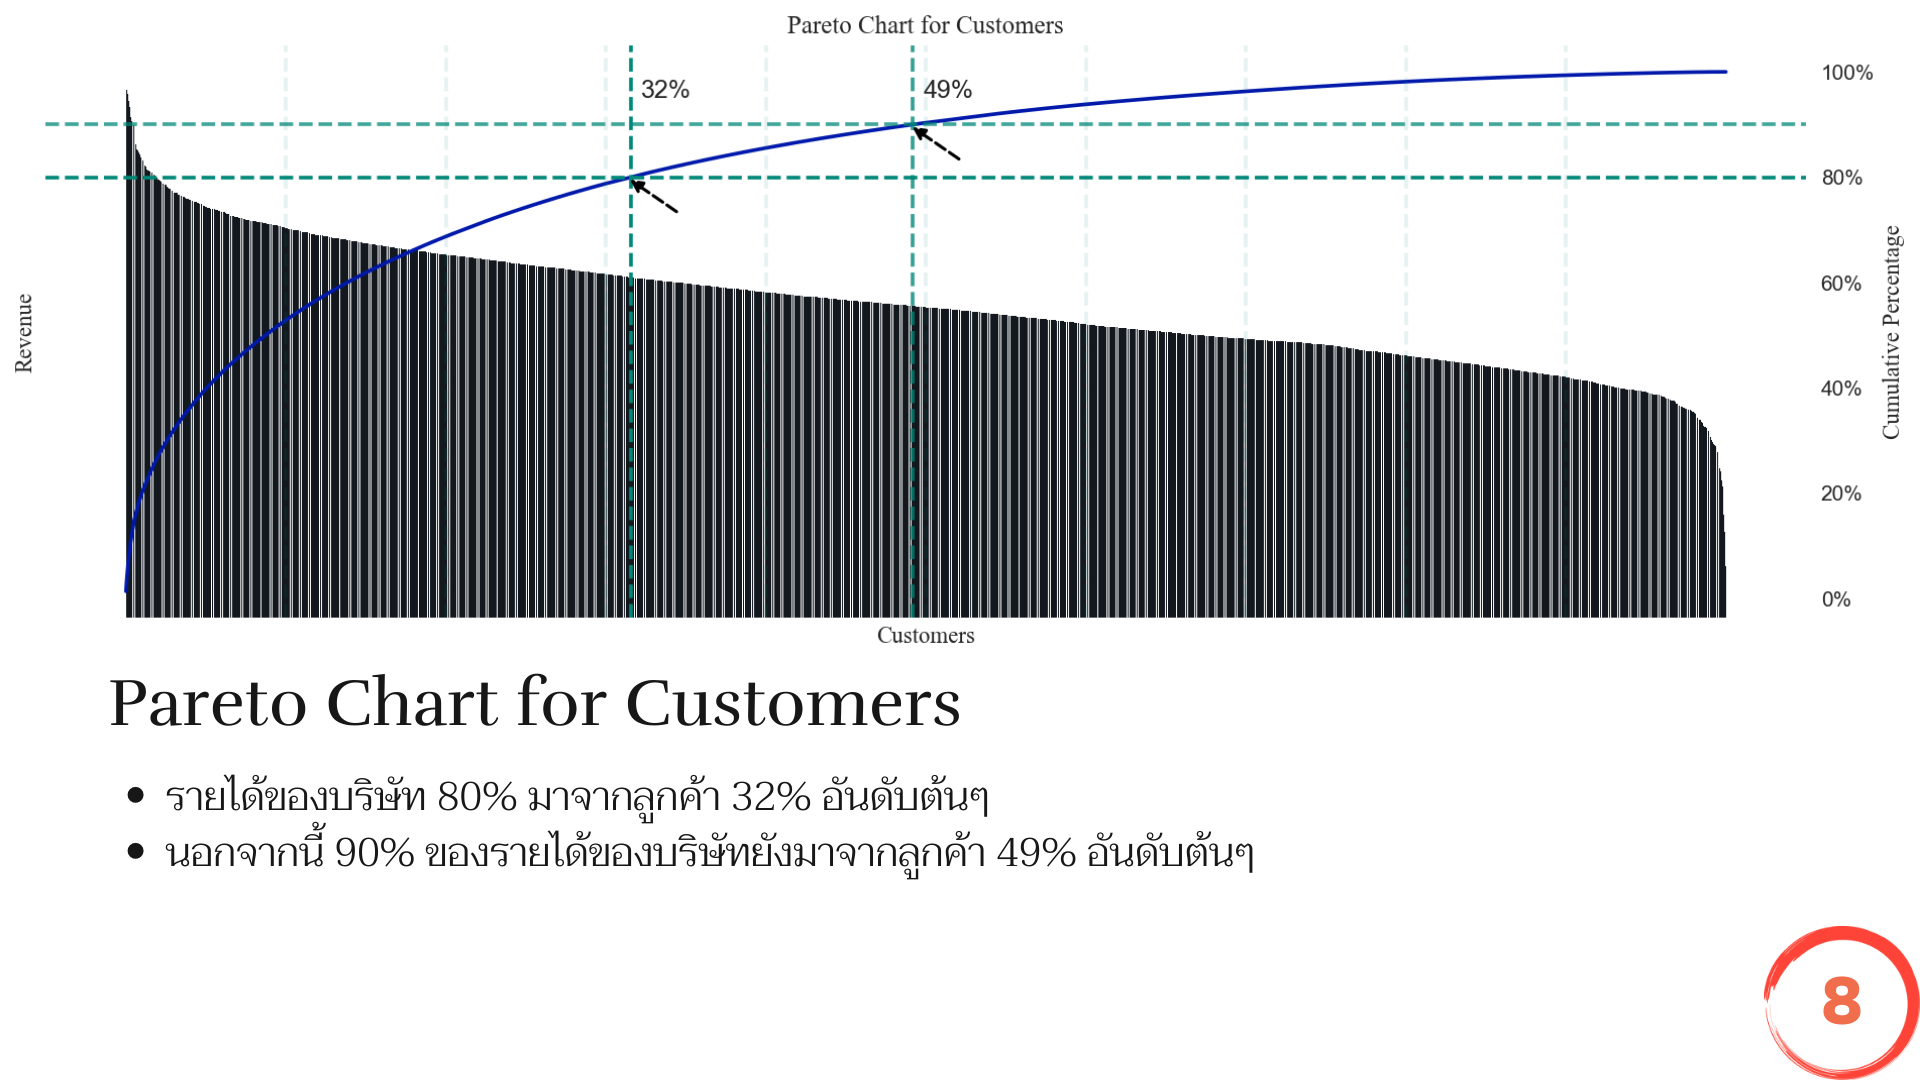 Pareto Chart for Customers
32%
49%
100%
80%
60%
40%
20%
0%
Revenue
Cumulative Percentage
Customers
Pareto Chart for Customers
• รายได้ของบริษัท 80% มาจากลูกค้า 32% อันดับต้นๆ
• นอกจากนี้ 90% ของรายได้ของบริษัทยังมาจากลูกค้า 49% อันดับต้นๆ
8